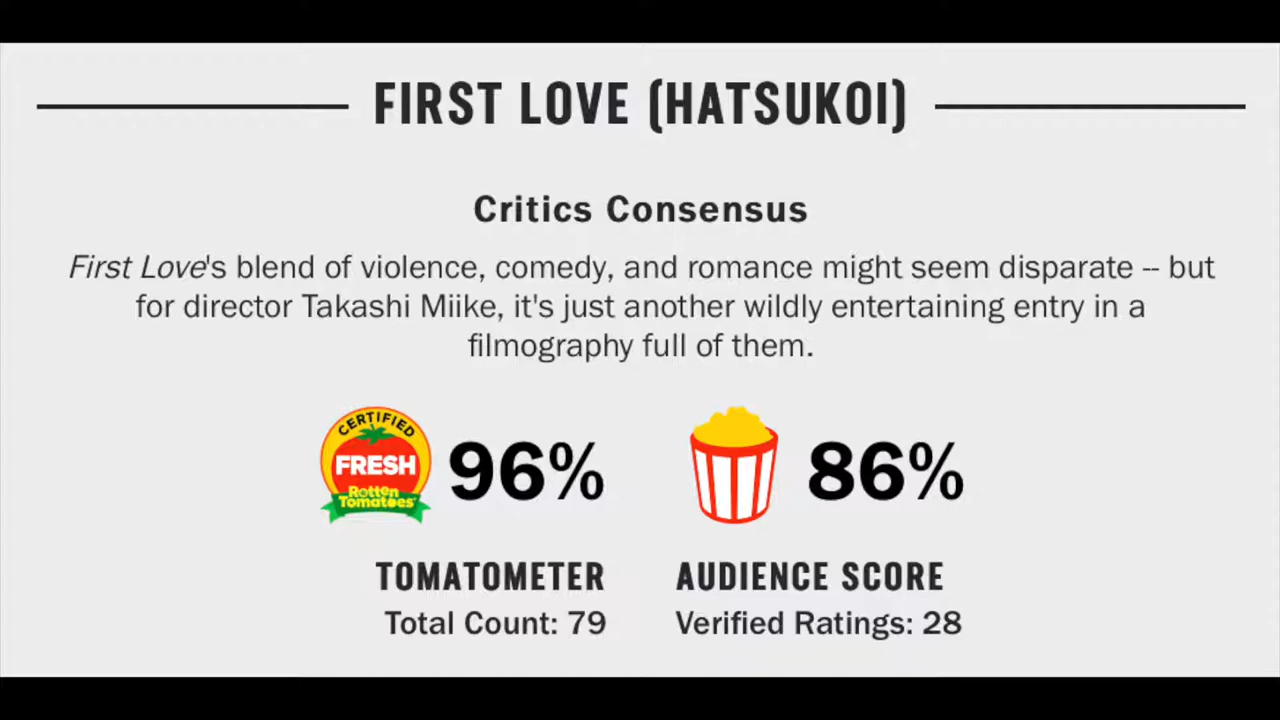 FIRST LOVE (HATSUKOI)
Critics Consensus
First Love's blend of violence, comedy, and romance might seem disparate -- but
for director Takashi Miike, it's just another wildly entertaining entry in a
filmography full of them.
CERTIFIED
FRESH
Rotten
Tomatoes
96%
86%
TOMATOMETER
AUDIENCE SCORE
Total Count: 79
Verified Ratings: 28